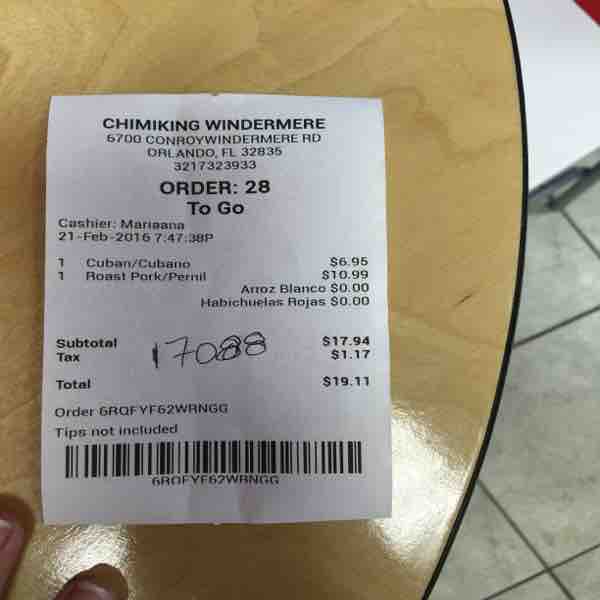 CHIMIKING WINDERMERE
6700 CONROYWINDERMERE RD
ORLANDO, FL 32835
3217323933
ORDER: 28
To Go
Cashier: Mariaana
21-Feb-2016 7:47:38P
1 Cuban/Cubano $6.95
1 Roast Pork/Pernil $10.99
Arroz Blanco $0.00
Habichuelas Rojas $0.00
Subtotal $17.94
Tax $1.17
17088
Total $19.11
Order 6RQFYF62WRNGG
Tips not included
6RQFYF62WRNGG